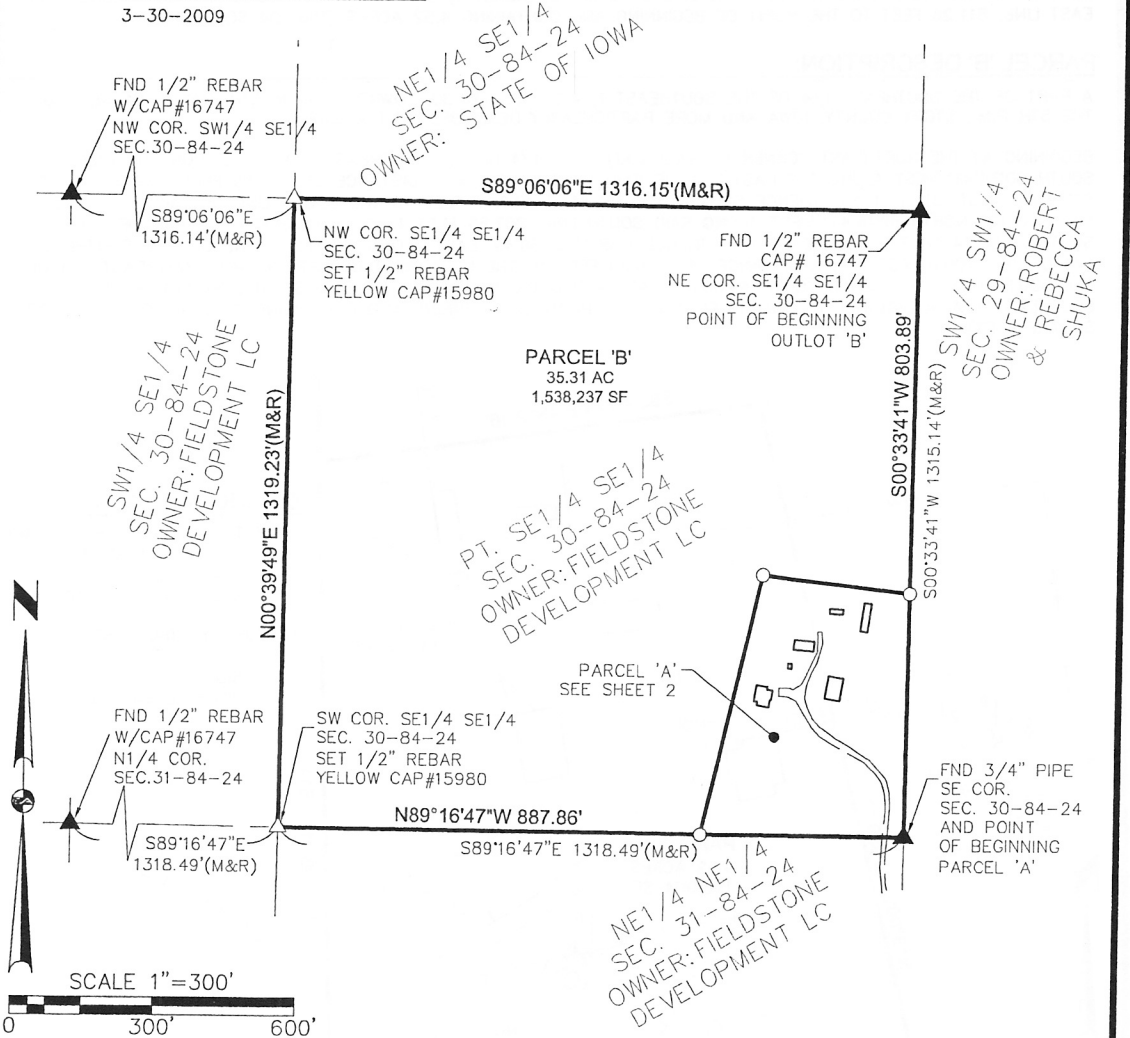 3-30-2009
NE1/4 SE1/4
SEC. 30-84-24
OWNER: STATE OF IOWA
FND 1/2" REBAR
W/CAP#16747
NW COR. SW1/4 SE1/4
SEC.30-84-24
S89°06'06"E
1316.14'(M&R)
S89°06'06"E 1316.15'(M&R)
NW COR. SE1/4 SE1/4
SEC. 30-84-24
SET 1/2" REBAR
YELLOW CAP#15980
FND 1/2" REBAR
CAP# 16747
NE COR. SE1/4 SE1/4
SEC. 30-84-24
POINT OF BEGINNING
OUTLOT 'B'
SW1/4 SW1/4
SEC. 29-84-24
OWNER: ROBERT
& REBECCA
SHUKA
PARCEL 'B'
35.31 AC
1,538,237 SF
SW1/4 SE1/4
SEC. 30-84-24
OWNER: FIELDSTONE
DEVELOPMENT LC
N00°39'49"E 1319.23'(M&R)
S00°33'41"W 803.89'
S00°33'41"W 1315.14'(M&R)
PT. SE1/4 SE1/4
SEC. 30-84-24
OWNER: FIELDSTONE
DEVELOPMENT LC
N
PARCEL 'A'
SEE SHEET 2
FND 1/2" REBAR
W/CAP#16747
N1/4 COR.
SEC.31-84-24
S89°16'47"E
1318.49'(M&R)
SW COR. SE1/4 SE1/4
SEC. 30-84-24
SET 1/2" REBAR
YELLOW CAP#15980
N89°16'47"W 887.86'
S89°16'47"E 1318.49'(M&R)
FND 3/4" PIPE
SE COR.
SEC. 30-84-24
AND POINT
OF BEGINNING
PARCEL 'A'
NE1/4 NE1/4
SEC. 31-84-24
OWNER: FIELDSTONE
DEVELOPMENT LC
SCALE 1"=300'
0 300' 600'